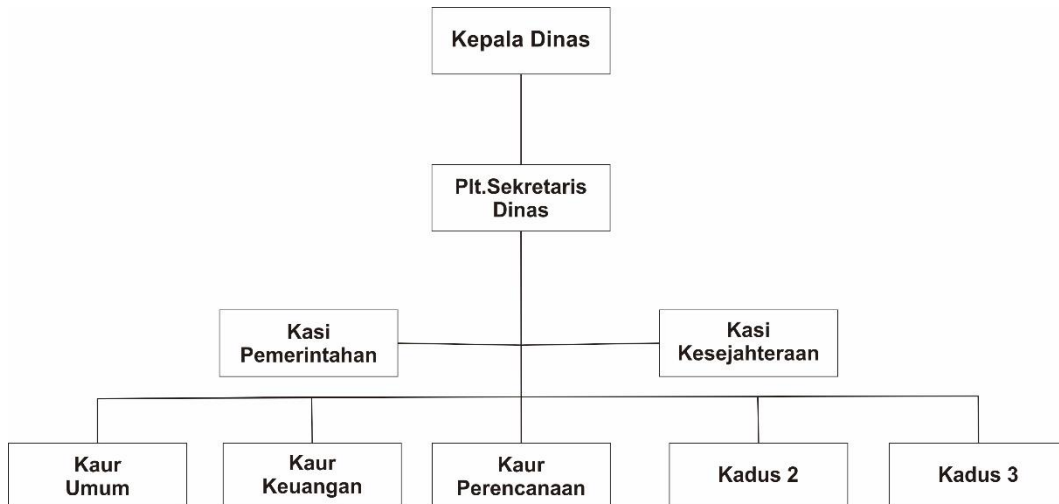 Kepala Dinas
Plt.Sekretaris
Dinas
Kasi
Pemerintahan
Kasi
Kesejahteraan
Kaur
Umum
Kaur
Keuangan
Kaur
Perencanaan
Kadus 2
Kadus 3